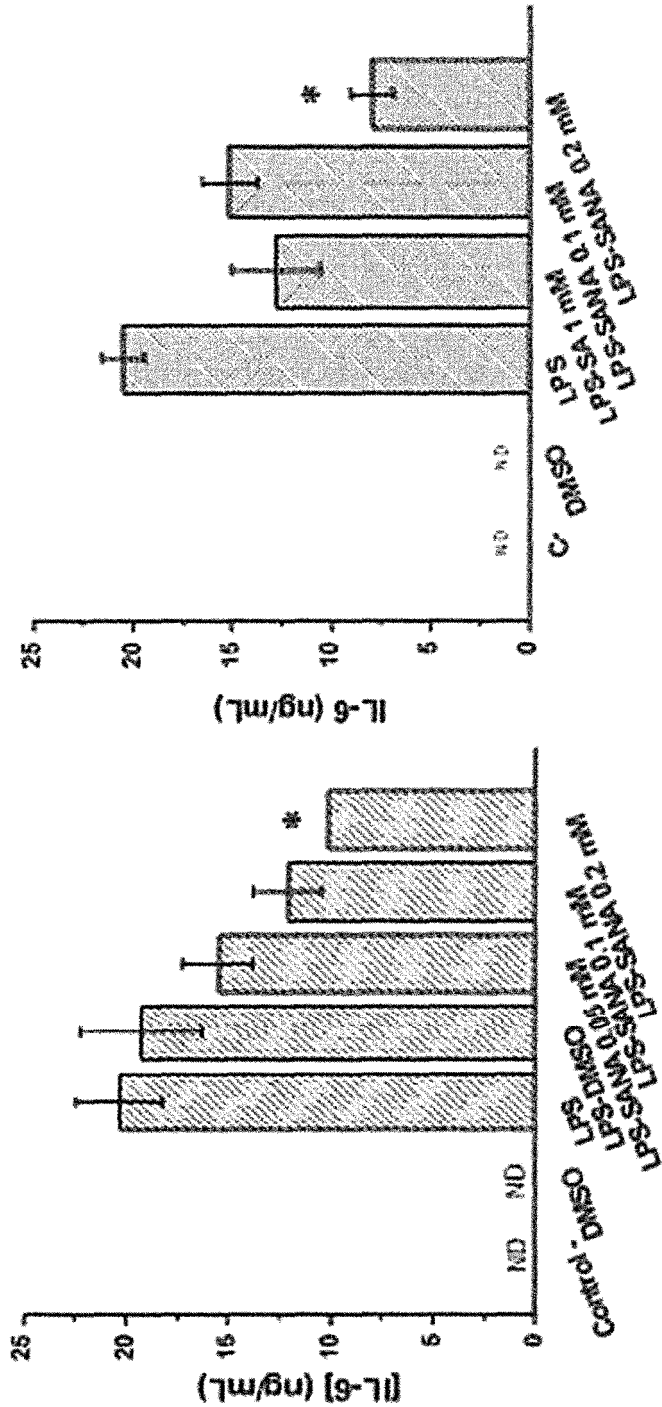 [IL-6] (ng/mL)
25
20
15
10
5
0
ND
ND
*
Control -
DMSO
LPS
LPS-DMSO
LPS-SANA 0.05 mM
LPS-SANA 0.1 mM
LPS-SANA 0.2 mM
IL-6 (ng/mL)
25
20
15
10
5
0
ND
ND
*
C-
DMSO
LPS
LPS-SA 1 mM
LPS-SANA 0.1 mM
LPS-SANA 0.2 mM